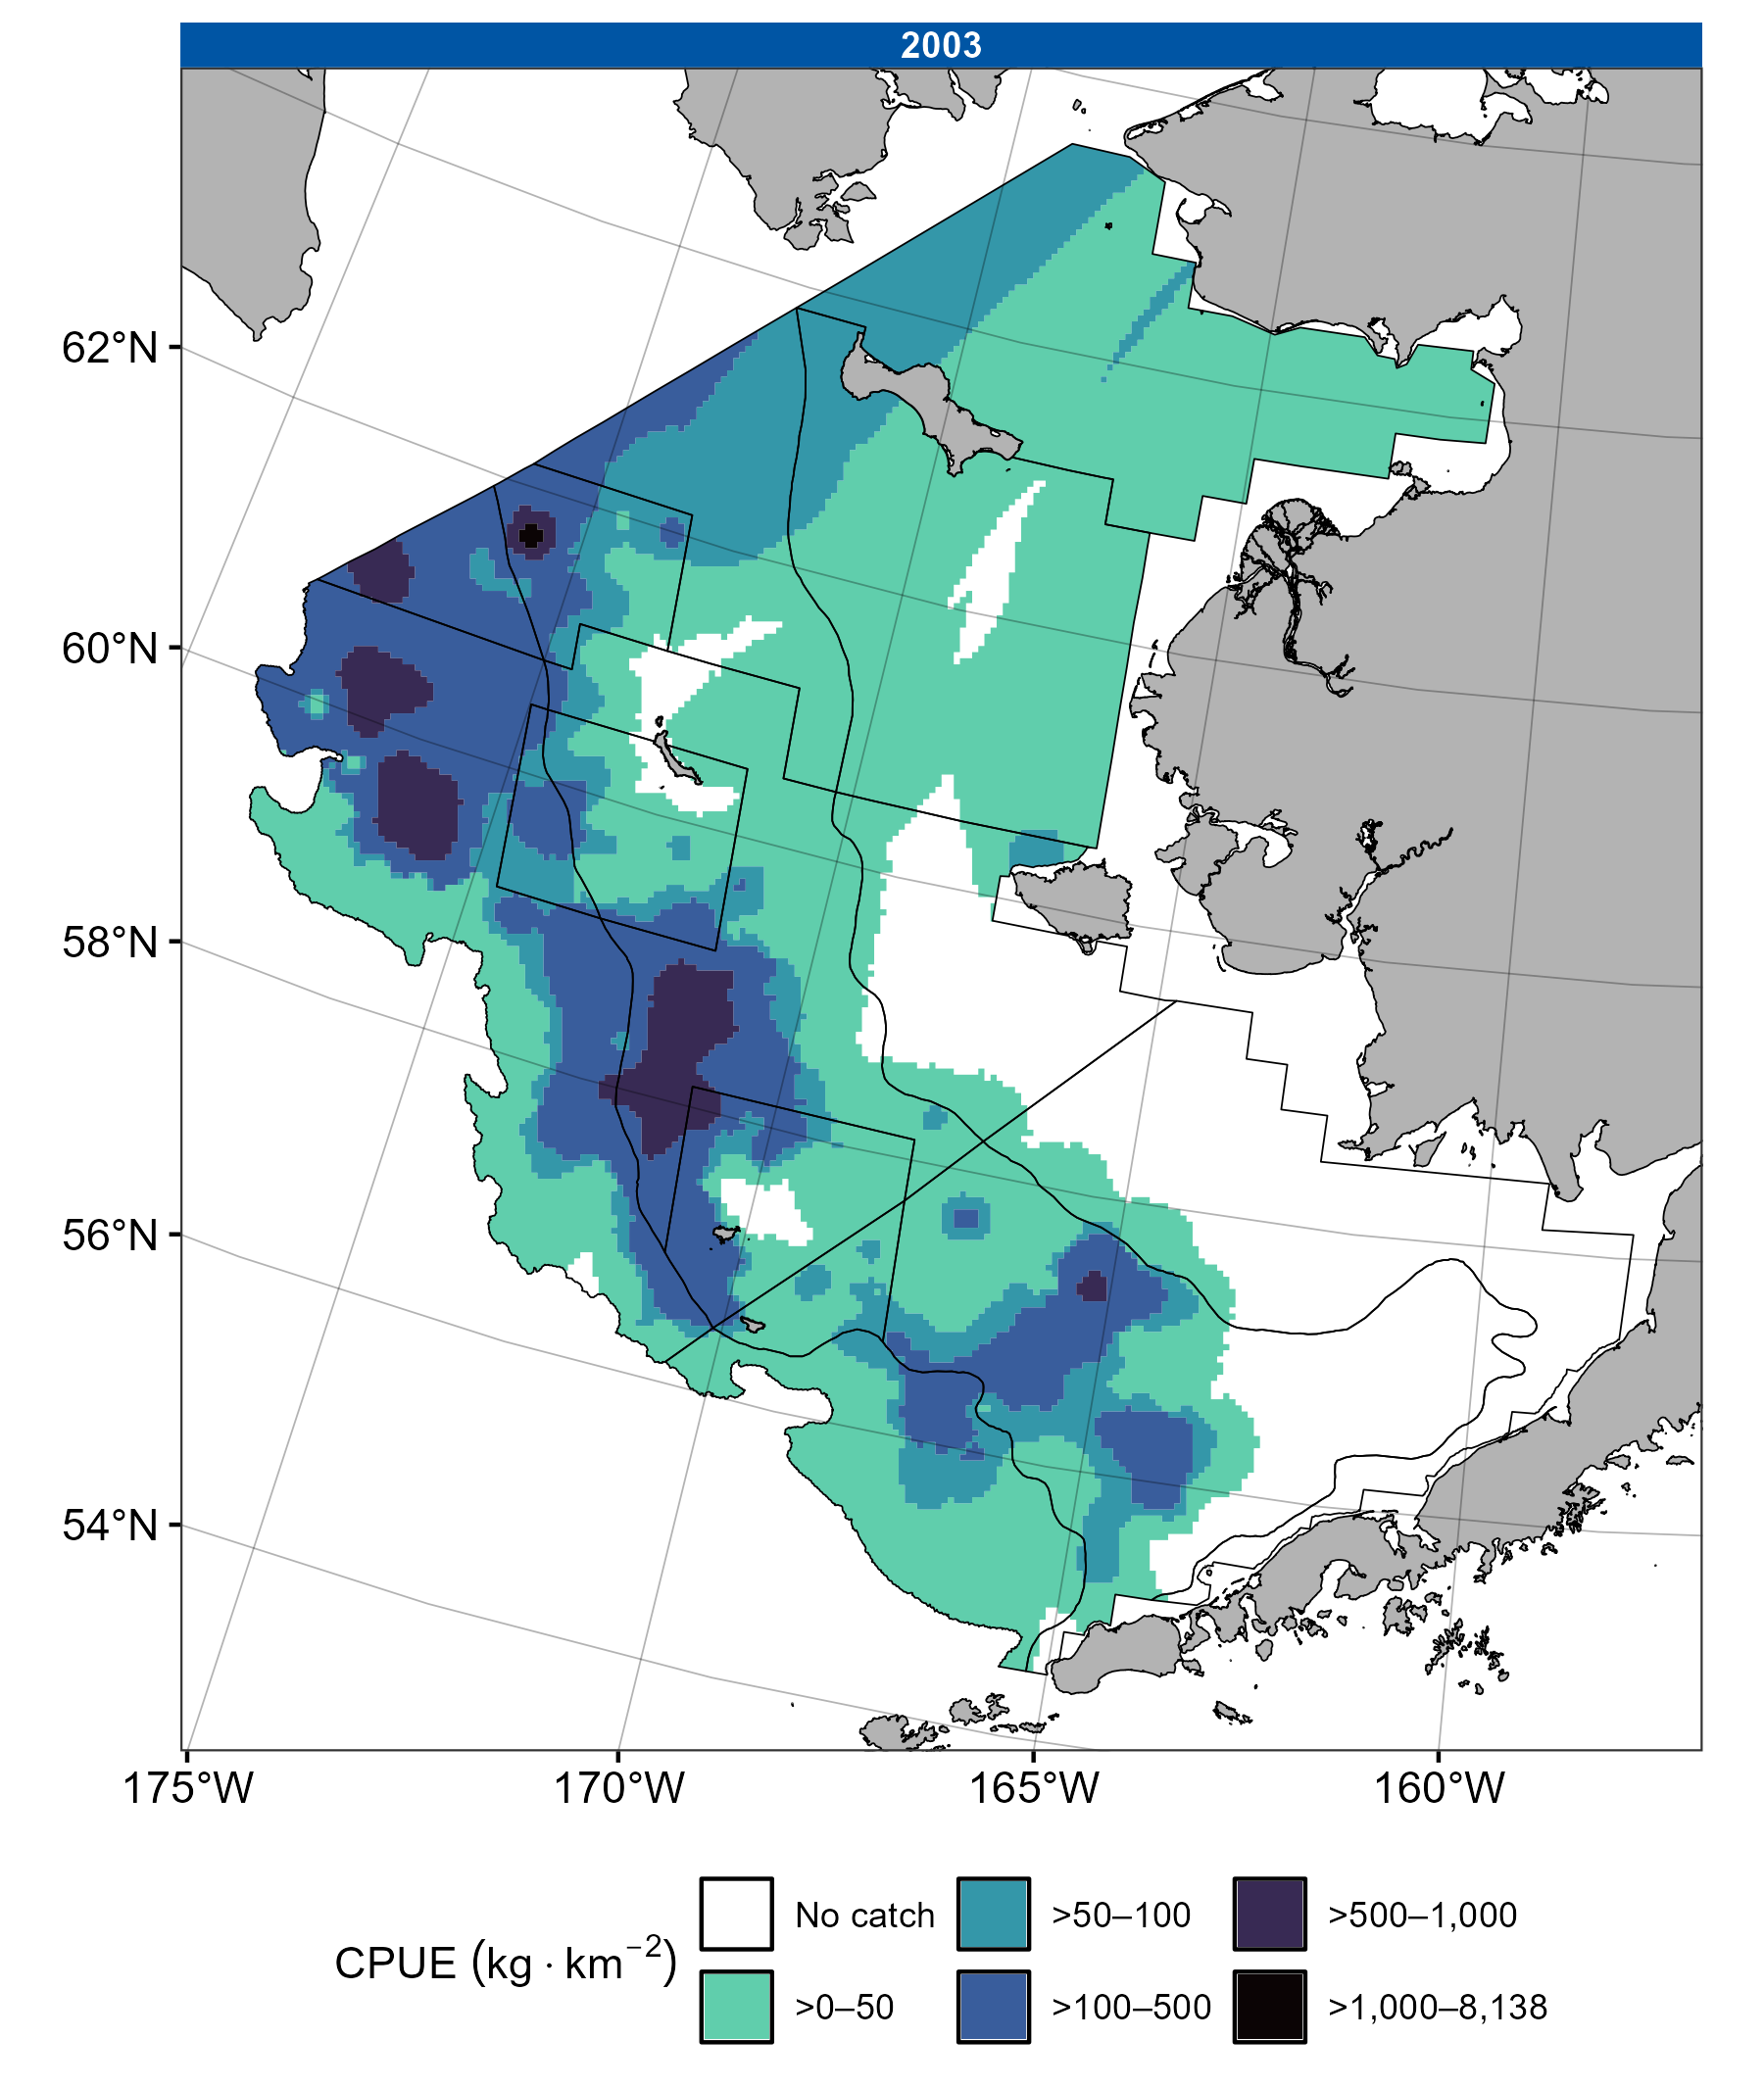 2003
62°N
60°N
58°N
56°N
54°N
175°W 170°W 165°W 160°W
CPUE (kg · km⁻²)
No catch >50–100 >500–1,000
>0–50 >100–500 >1,000–8,138